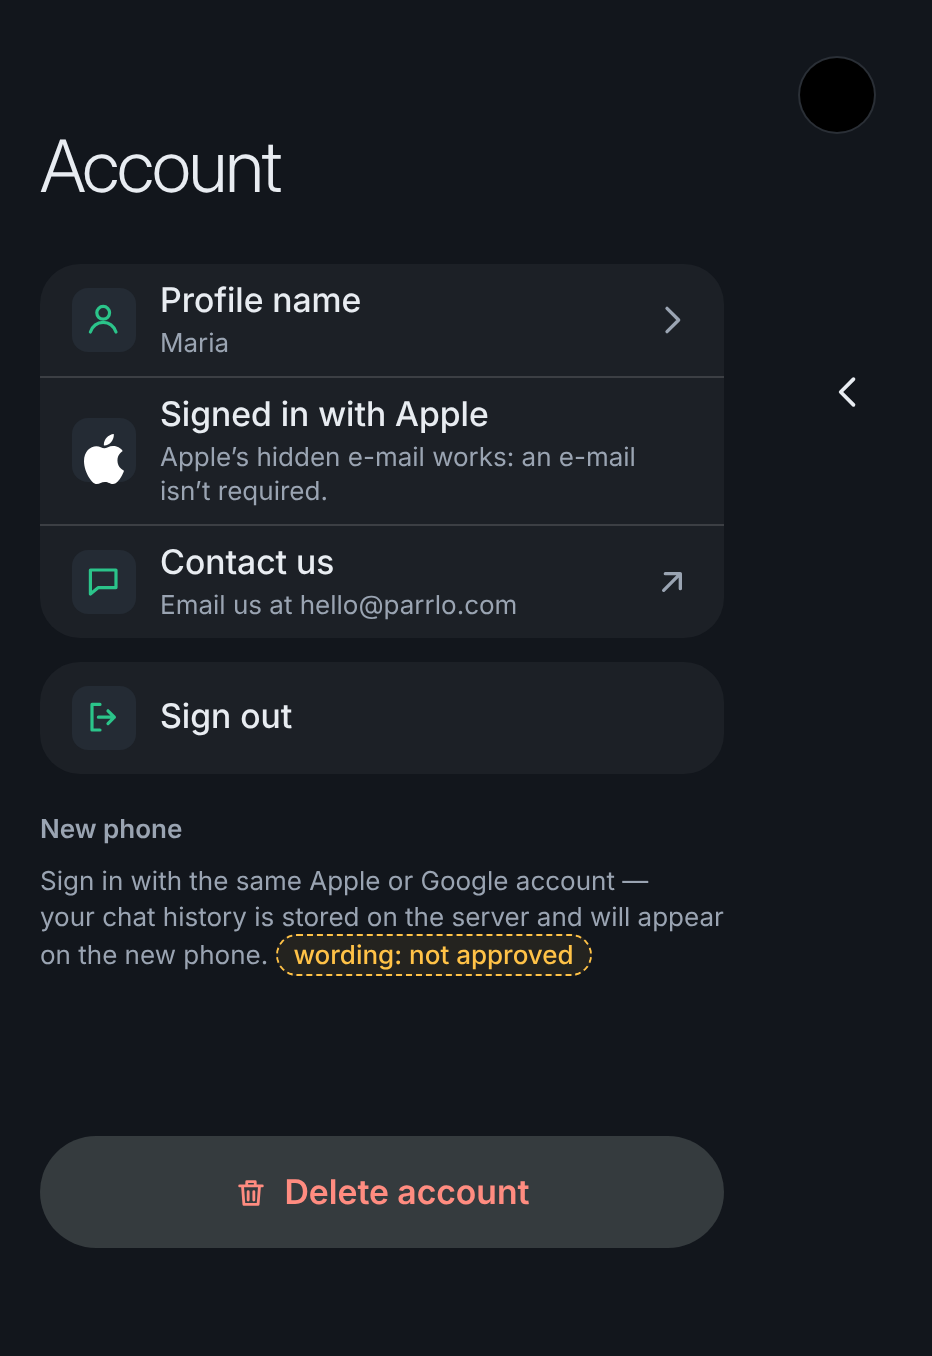 Account
Profile name
Maria
Signed in with Apple
Apple’s hidden e-mail works: an e-mail
isn’t required.
Contact us
Email us at hello@parrlo.com
Sign out
New phone
Sign in with the same Apple or Google account —
your chat history is stored on the server and will appear
on the new phone. wording: not approved
Delete account